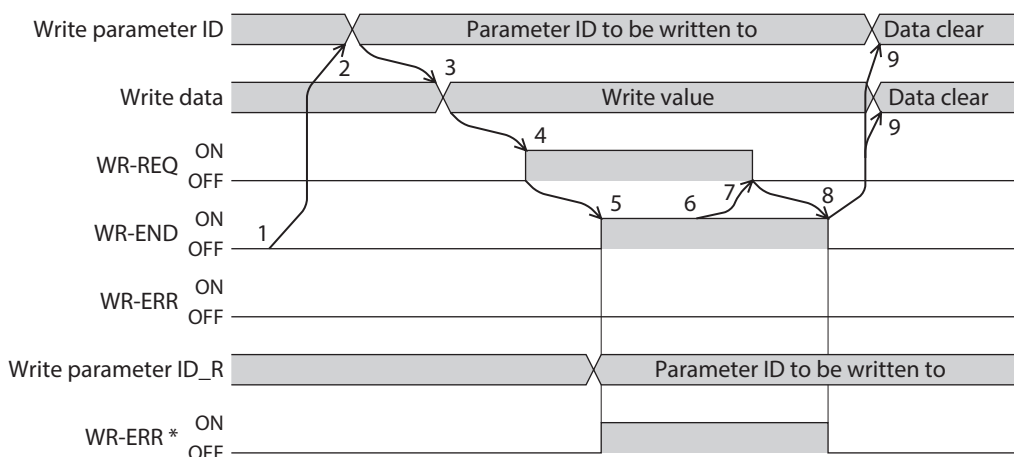 Write parameter ID Parameter ID to be written to Data clear
2 3 9
Write data Write value Data clear
4 9
WR-REQ ON
OFF
5 6 7 8
WR-END ON
1
OFF
WR-ERR ON
OFF
Write parameter ID_R Parameter ID to be written to
WR-ERR * ON
OFF